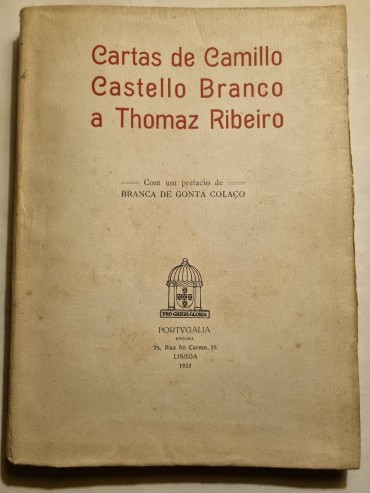 Cartas de Camillo
Castello Branco
a Thomaz Ribeiro
Com um prefacio de
BRANCA DE GONTA COLAÇO
PRO GREGIS GLORIA
PORTVGALIA
EDITORA
75, Rua do Carmo, 75
LISBOA
1922